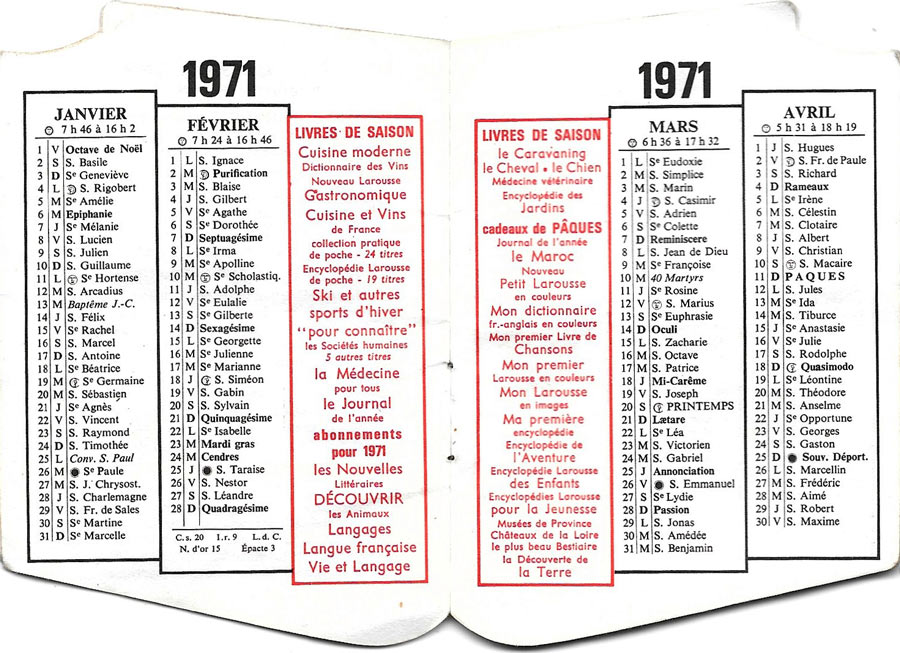 1971
JANVIER
7 h 46 à 16 h 2
1 V Octave de Noël
2 S S. Basile
3 D Se Geneviève
4 L S. Rigobert
5 M Se Amélie
6 M Epiphanie
7 J Se Mélanie
8 V S. Lucien
9 S S. Julien
10 D S. Guillaume
11 L Se Hortense
12 M S. Arcadius
13 M Baptême J.-C.
14 J S. Félix
15 V Se Rachel
16 S S. Marcel
17 D S. Antoine
18 L Se Béatrice
19 M Se Germaine
20 M S. Sébastien
21 J Se Agnès
22 V S. Vincent
23 S S. Raymond
24 D S. Timothée
25 L Conv. S. Paul
26 M Se Paule
27 M S. J. Chrysost.
28 J S. Charlemagne
29 V S. Fr. de Sales
30 S Se Martine
31 D Se Marcelle
FÉVRIER
7 h 24 à 16 h 46
1 L S. Ignace
2 M Purification
3 M S. Blaise
4 J S. Gilbert
5 V Se Agathe
6 S Se Dorothée
7 D Septuagésime
8 L Se Irma
9 M Se Apolline
10 M Se Scholastiq.
11 J S. Adolphe
12 V Se Eulalie
13 S Se Gilberte
14 D Sexagésime
15 L Se Georgette
16 M Se Julienne
17 M Se Marianne
18 J S. Siméon
19 V S. Gabin
20 S S. Sylvain
21 D Quinquagésime
22 L Se Isabelle
23 M Mardi gras
24 M Cendres
25 J S. Taraise
26 V S. Nestor
27 S S. Léandre
28 D Quadragésime
C.s. 20 I.r. 9 L.d. C.
N. d'or 15 Épacte 3
LIVRES DE SAISON
Cuisine moderne
Dictionnaire des Vins
Nouveau Larousse
Gastronomique
Cuisine et Vins
de France
collection pratique
de poche - 24 titres
Encyclopédie Larousse
de poche - 19 titres
Ski et autres
sports d'hiver
"pour connaître"
les Sociétés humaines
5 autres titres
la Médecine
pour tous
le Journal
de l'année
abonnements
pour 1971
les Nouvelles
Littéraires
DÉCOUVRIR
les Animaux
Langages
Langue française
Vie et Langage
1971
LIVRES DE SAISON
le Caravaning
le Cheval • le Chien
Médecine vétérinaire
Encyclopédie des
Jardins
cadeaux de PÂQUES
Journal de l'année
le Maroc
Nouveau
Petit Larousse
en couleurs
Mon dictionnaire
fr.-anglais en couleurs
Mon premier Livre de
Chansons
Mon premier
Larousse en couleurs
Mon Larousse
en images
Ma première
encyclopédie
Encyclopédie de
l'Aventure
Encyclopédie Larousse
des Enfants
Encyclopédies Larousse
pour la Jeunesse
Musées de Province
Châteaux de la Loire
le plus beau Bestiaire
la Découverte de
la Terre
MARS
6 h 36 à 17 h 32
1 L Se Eudoxie
2 M S. Simplice
3 M S. Marin
4 J S. Casimir
5 V S. Adrien
6 S Se Colette
7 D Reminiscere
8 L S. Jean de Dieu
9 M Se Françoise
10 M 40 Martyrs
11 J Se Rosine
12 V S. Marius
13 S Se Euphrasie
14 D Oculi
15 L S. Zacharie
16 M S. Octave
17 M S. Patrice
18 J Mi-Carême
19 V S. Joseph
20 S PRINTEMPS
21 D Lætare
22 L Se Léa
23 M S. Victorien
24 M S. Gabriel
25 J Annonciation
26 V S. Emmanuel
27 S Se Lydie
28 D Passion
29 L S. Jonas
30 M S. Amédée
31 M S. Benjamin
AVRIL
5 h 31 à 18 h 19
1 J S. Hugues
2 V S. Fr. de Paule
3 S S. Richard
4 D Rameaux
5 L Se Irène
6 M S. Célestin
7 M S. Clotaire
8 J S. Albert
9 V S. Christian
10 S S. Macaire
11 D PAQUES
12 L S. Jules
13 M Se Ida
14 M S. Tiburce
15 J Se Anastasie
16 V Se Julie
17 S S. Rodolphe
18 D Quasimodo
19 L Se Léontine
20 M S. Théodore
21 M S. Anselme
22 J Se Opportune
23 V S. Georges
24 S S. Gaston
25 D Souv. Déport.
26 L S. Marcellin
27 M S. Frédéric
28 M S. Aimé
29 J S. Robert
30 V S. Maxime